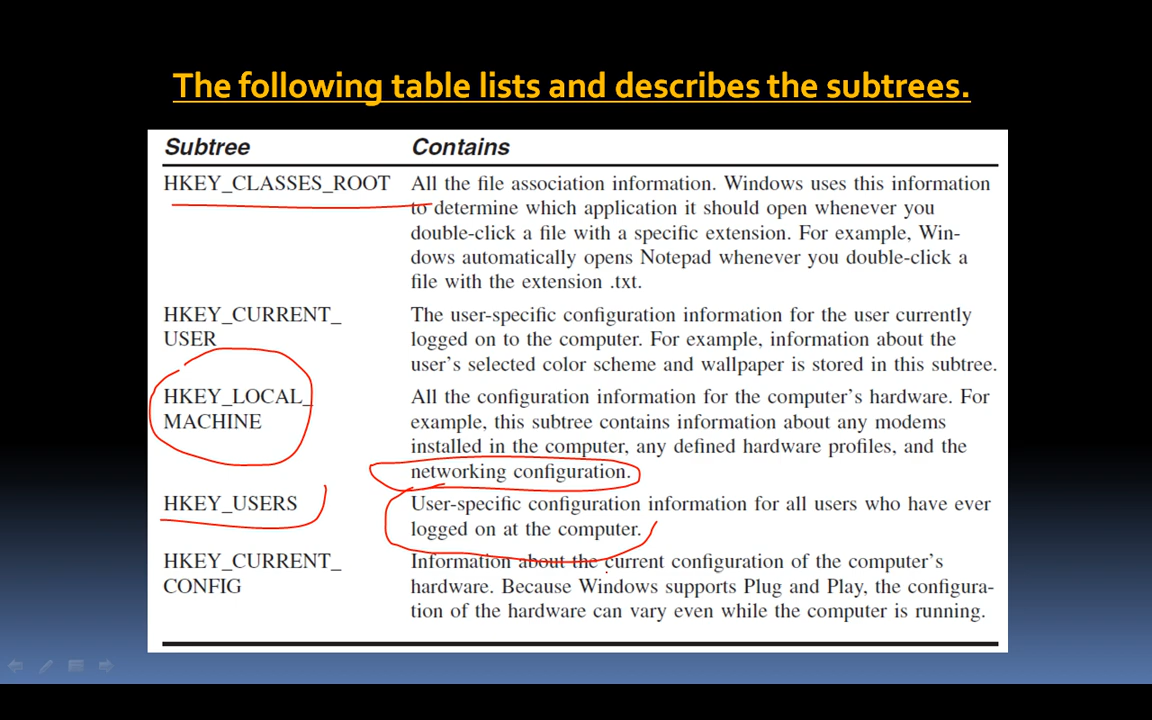 The following table lists and describes the subtrees.
Subtree Contains
HKEY_CLASSES_ROOT All the file association information. Windows uses this information
to determine which application it should open whenever you
double-click a file with a specific extension. For example, Win-
dows automatically opens Notepad whenever you double-click a
file with the extension .txt.
HKEY_CURRENT_ The user-specific configuration information for the user currently
USER logged on to the computer. For example, information about the
user's selected color scheme and wallpaper is stored in this subtree.
HKEY_LOCAL_ All the configuration information for the computer's hardware. For
MACHINE example, this subtree contains information about any modems
installed in the computer, any defined hardware profiles, and the
networking configuration.
HKEY_USERS User-specific configuration information for all users who have ever
logged on at the computer.
HKEY_CURRENT_ Information about the current configuration of the computer's
CONFIG hardware. Because Windows supports Plug and Play, the configura-
tion of the hardware can vary even while the computer is running.